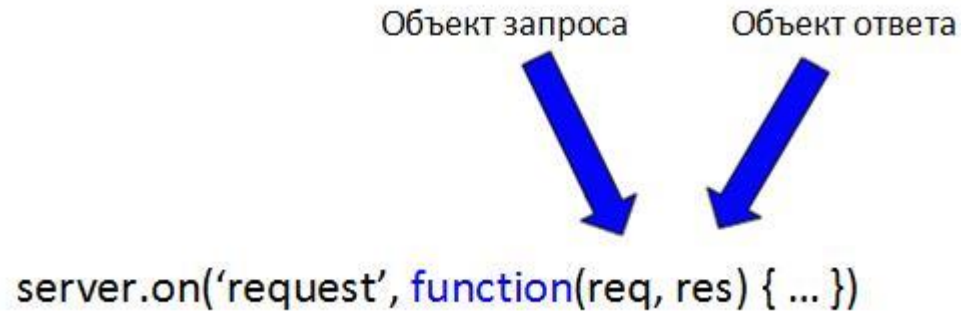 Объект запроса Объект ответа
server.on(‘request’, function(req, res) { ... })